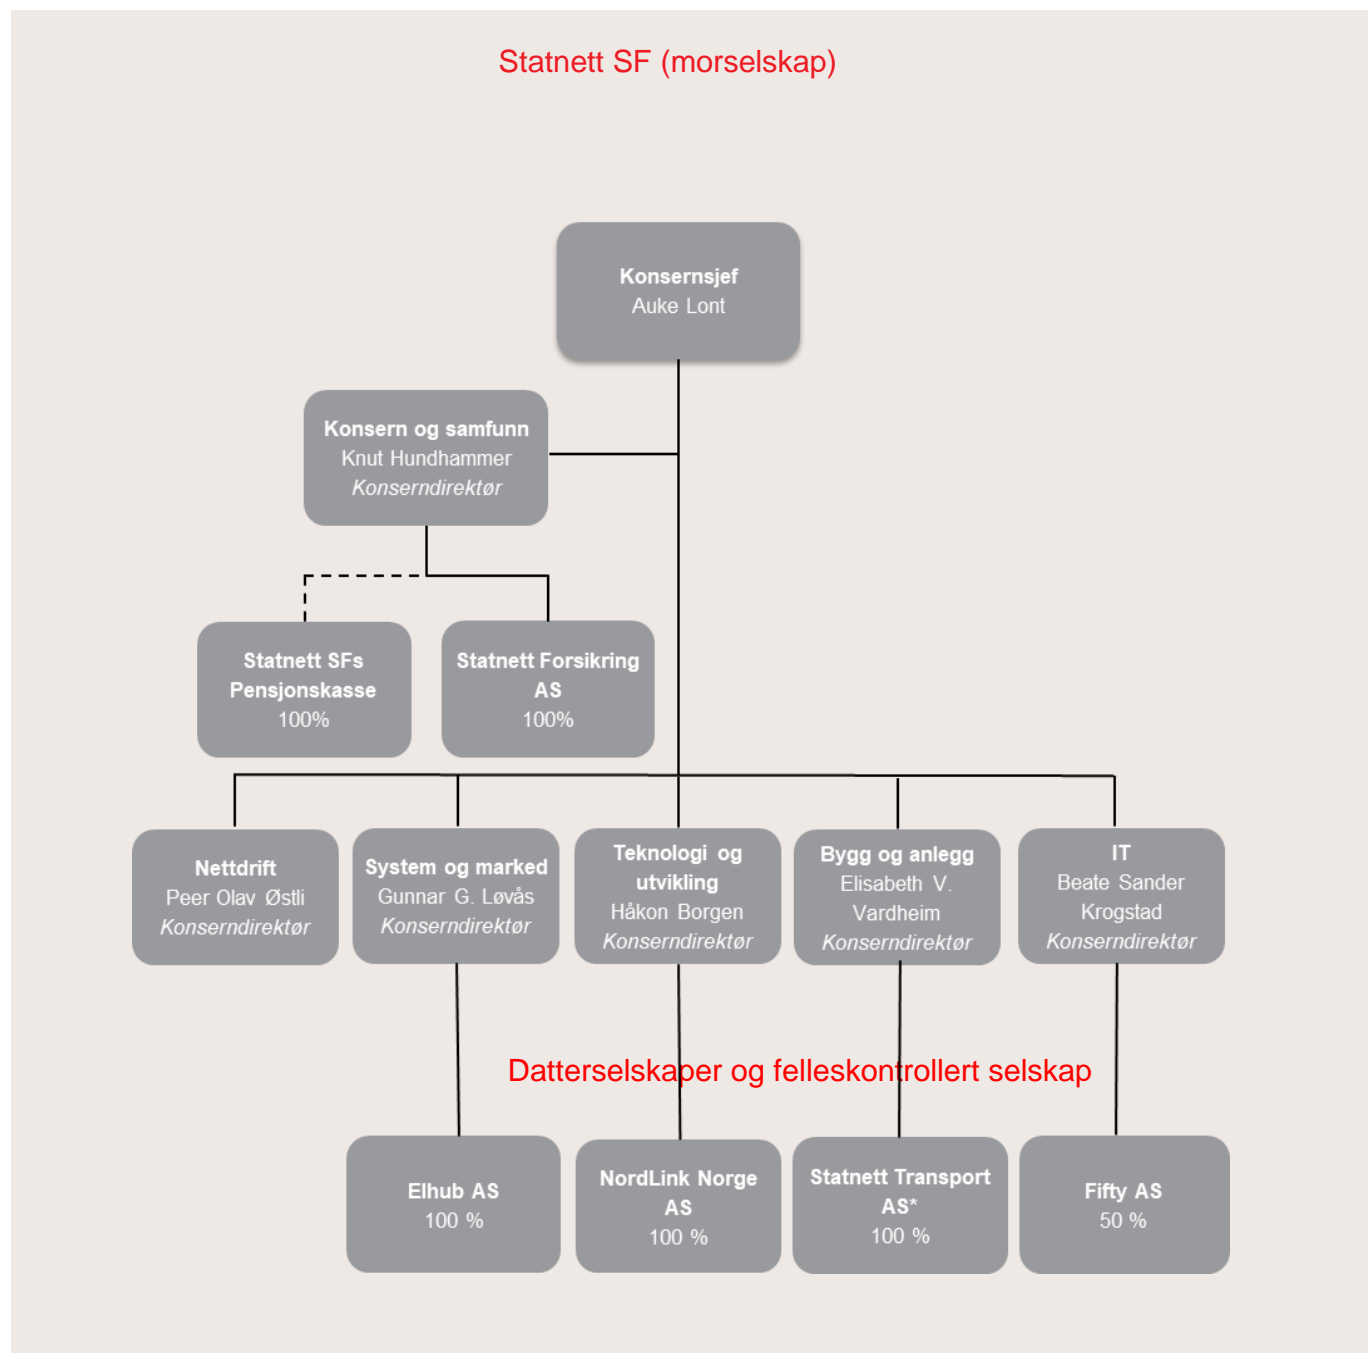 Statnett SF (morselskap)
Konsernsjef
Auke Lont
Konsern og samfunn
Knut Hundhammer
Konserndirektør
Statnett SFs
Pensjonskasse
100%
Statnett Forsikring
AS
100%
Nettdrift
Peer Olav Østli
Konserndirektør
System og marked
Gunnar G. Løvås
Konserndirektør
Teknologi og
utvikling
Håkon Borgen
Konserndirektør
Bygg og anlegg
Elisabeth V.
Vardheim
Konserndirektør
IT
Beate Sander
Krogstad
Konserndirektør
Datterselskaper og felleskontrollert selskap
Elhub AS
100 %
NordLink Norge
AS
100 %
Statnett Transport
AS*
100 %
Fifty AS
50 %